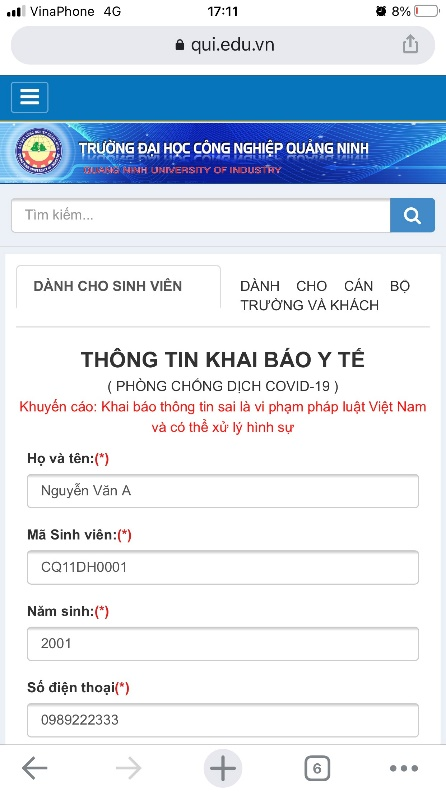 VinaPhone 4G 17:11 8%
qui.edu.vn
TRƯỜNG ĐẠI HỌC CÔNG NGHIỆP QUẢNG NINH
QUANG NINH UNIVERSITY OF INDUSTRY
Tìm kiếm...
DÀNH CHO SINH VIÊN
DÀNH CHO CÁN BỘ
TRƯỜNG VÀ KHÁCH
THÔNG TIN KHAI BÁO Y TẾ
( PHÒNG CHỐNG DỊCH COVID-19 )
Khuyến cáo: Khai báo thông tin sai là vi phạm pháp luật Việt Nam
và có thể xử lý hình sự
Họ và tên:(*)
Nguyễn Văn A
Mã Sinh viên:(*)
CQ11DH0001
Năm sinh:(*)
2001
Số điện thoại(*)
0989222333
6